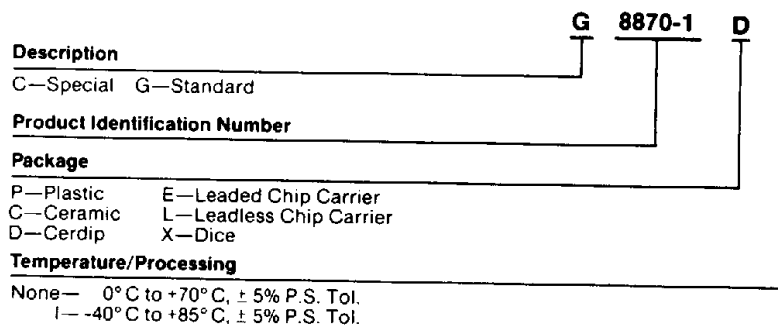 G 8870-1 D
Description
C—Special G—Standard
Product Identification Number
Package
P—Plastic E—Leaded Chip Carrier
C—Ceramic L—Leadless Chip Carrier
D—Cerdip X—Dice
Temperature/Processing
None— 0°C to +70°C, ± 5% P.S. Tol.
I— -40°C to +85°C, ± 5% P.S. Tol.